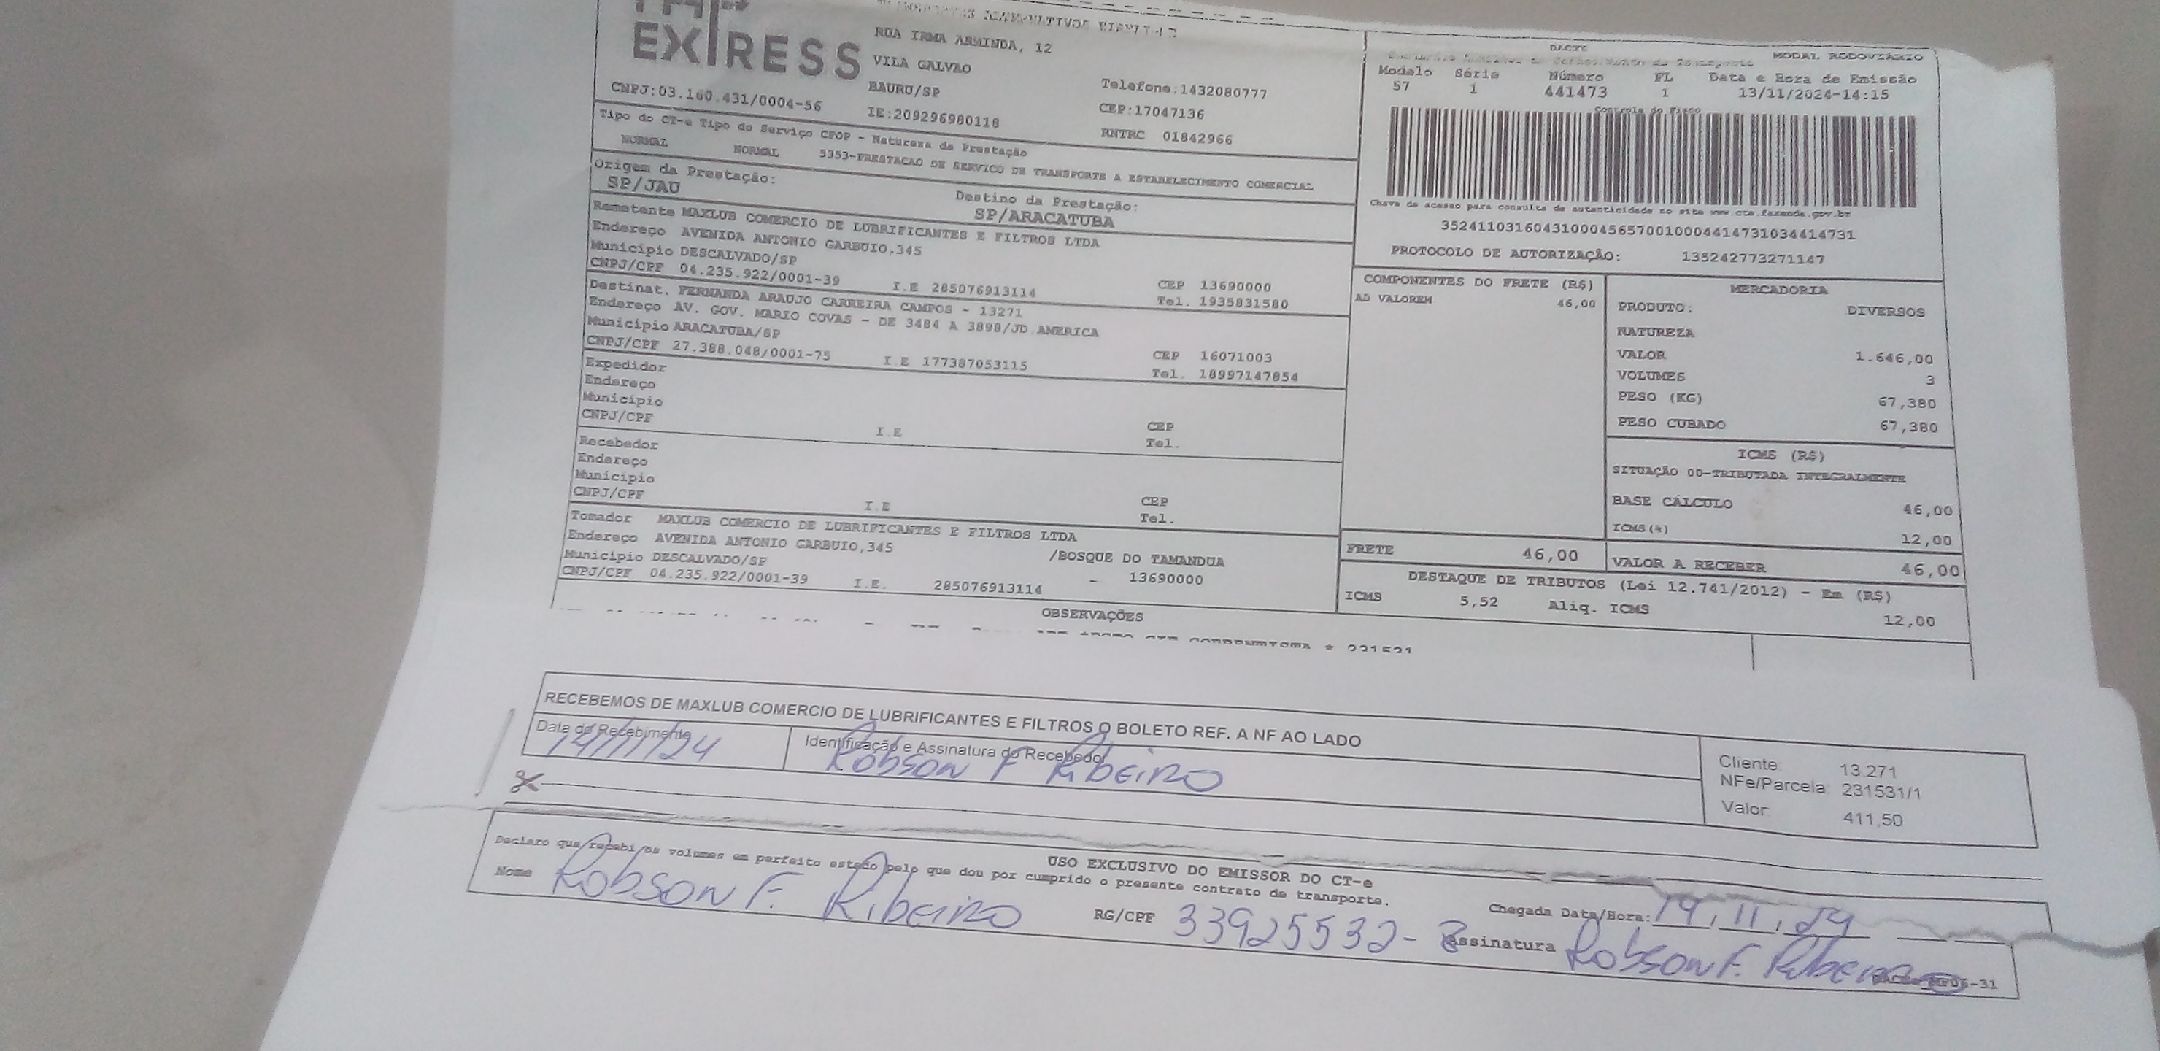 EXPRESS
RUA IRMA ARMINDA, 12
VILA GALVAO
BAURU/SP
Telefone:1432080777
CNPJ:03.160.431/0004-56
IE:209296980118
CEP:17047136
RNTRC 01842966
Tipo do CT-e Tipo do Serviço CFOP - Natureza da Prestação
NORMAL NORMAL 5353-PRESTACAO DE SERVICO DE TRANSPORTE A ESTABELECIMENTO COMERCIAL
Origem da Prestação:
SP/JAU
Destino da Prestação:
SP/ARACATUBA
Remetente MAXLUB COMERCIO DE LUBRIFICANTES E FILTROS LTDA
Endereço AVENIDA ANTONIO GARBUIO,345
Município DESCALVADO/SP
CEP 13690000
CNPJ/CPF 04.235.922/0001-39 I.E 285076913114 Tel. 1935831580
Destinat. FERNANDA ARAUJO CARREIRA CAMPOS - 13271
Endereço AV. GOV. MARIO COVAS - DE 3484 A 3898/JD AMERICA
Município ARACATUBA/SP
CEP 16071003
CNPJ/CPF 27.388.048/0001-75 I.E 177387053115 Tel. 18997147854
Expedidor
Endereço
Município
CEP
CNPJ/CPF I.E Tel.
Recebedor
Endereço
Município
CEP
CNPJ/CPF I.E Tel.
Tomador MAXLUB COMERCIO DE LUBRIFICANTES E FILTROS LTDA
Endereço AVENIDA ANTONIO GARBUIO,345 /BOSQUE DO TAMANDUA
Município DESCALVADO/SP - 13690000
CNPJ/CPF 04.235.922/0001-39 I.E. 285076913114
OBSERVAÇÕES
DACTE MODAL RODOVIÁRIO
Modelo Série Número FL Data e Hora de Emissão
57 1 441473 1 13/11/2024-14:15
Controle do Fisco
Chave de acesso para consulta de autenticidade no site www.cte.fazenda.gov.br
35241103160431000456570010004414731034414731
PROTOCOLO DE AUTORIZAÇÃO: 135242773271147
COMPONENTES DO FRETE (R$)
AD VALOREM 46,00
MERCADORIA
PRODUTO: DIVERSOS
NATUREZA
VALOR 1.646,00
VOLUMES 3
PESO (KG) 67,380
PESO CUBADO 67,380
ICMS (R$)
SITUAÇÃO 00-TRIBUTADA INTEGRALMENTE
BASE CÁLCULO 46,00
ICMS(%) 12,00
FRETE 46,00
VALOR A RECEBER 46,00
DESTAQUE DE TRIBUTOS (Lei 12.741/2012) - Em (R$)
ICMS 5,52 Aliq. ICMS 12,00
RECEBEMOS DE MAXLUB COMERCIO DE LUBRIFICANTES E FILTROS O BOLETO REF. A NF AO LADO
Data do Recebimento
14/11/24
Identificação e Assinatura do Recebedor
Robson F Ribeiro
Cliente: 13.271
NFe/Parcela: 231531/1
Valor: 411,50
USO EXCLUSIVO DO EMISSOR DO CT-e
Declaro que recebi os volumes em perfeito estado pelo que dou por cumprido o presente contrato de transporte.
Nome Robson F. Ribeiro
RG/CPF 33925532-8
Chegada Data/Hora: 14, 11, 24
Assinatura Robson F. Ribeiro